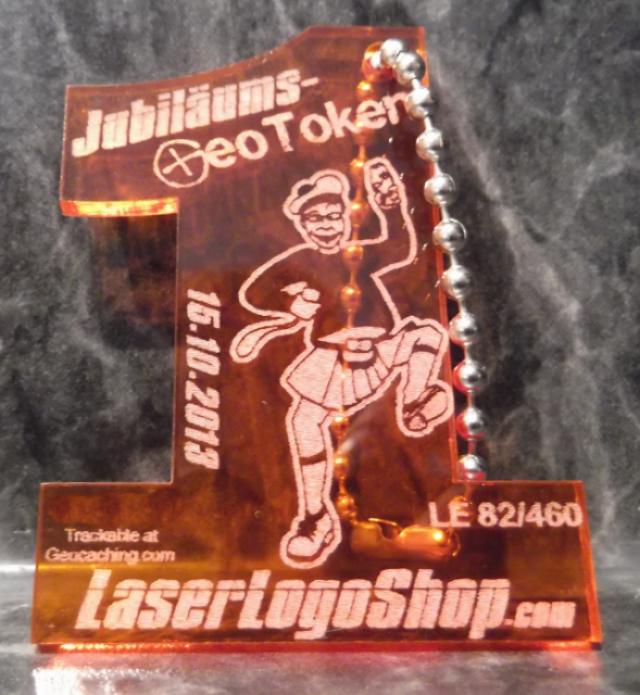 Jubiläums-
GeoToken
15.10.2013
LE 82/460
Trackable at
Geocaching.com
LaserLogoShop.com